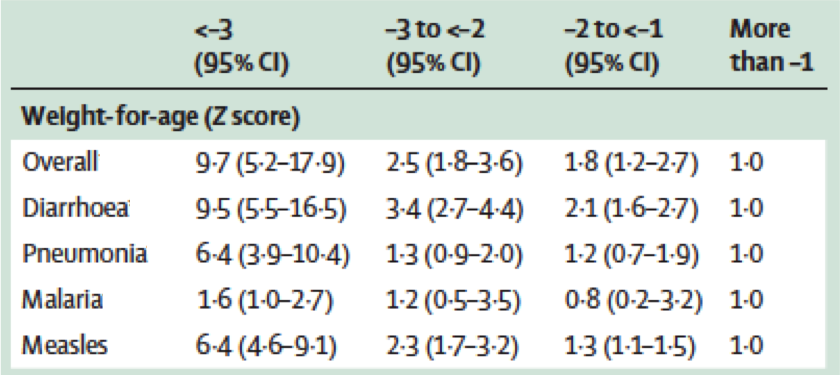 <–3 –3 to <–2 –2 to <–1 More
(95% CI) (95% CI) (95% CI) than –1
Weight-for-age (Z score)
Overall 9·7 (5·2–17·9) 2·5 (1·8–3·6) 1·8 (1·2–2·7) 1·0
Diarrhoea 9·5 (5·5–16·5) 3·4 (2·7–4·4) 2·1 (1·6–2·7) 1·0
Pneumonia 6·4 (3·9–10·4) 1·3 (0·9–2·0) 1·2 (0·7–1·9) 1·0
Malaria 1·6 (1·0–2·7) 1·2 (0·5–3·5) 0·8 (0·2–3·2) 1·0
Measles 6·4 (4·6–9·1) 2·3 (1·7–3·2) 1·3 (1·1–1·5) 1·0